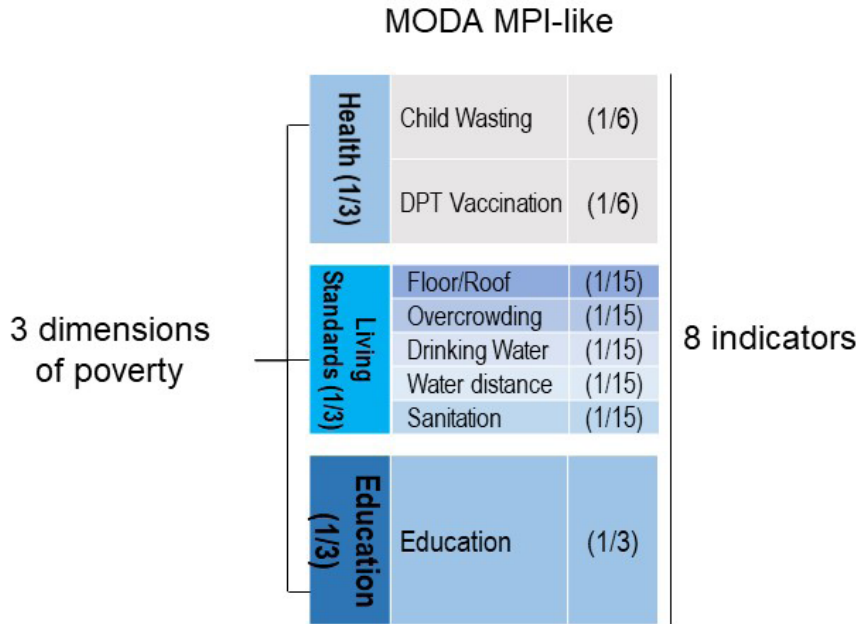 MODA MPI-like
3 dimensions
of poverty
Health (1/3)
Child Wasting (1/6)
DPT Vaccination (1/6)
Living
Standards (1/3)
Floor/Roof (1/15)
Overcrowding (1/15)
Drinking Water (1/15)
Water distance (1/15)
Sanitation (1/15)
Education
(1/3)
Education (1/3)
8 indicators